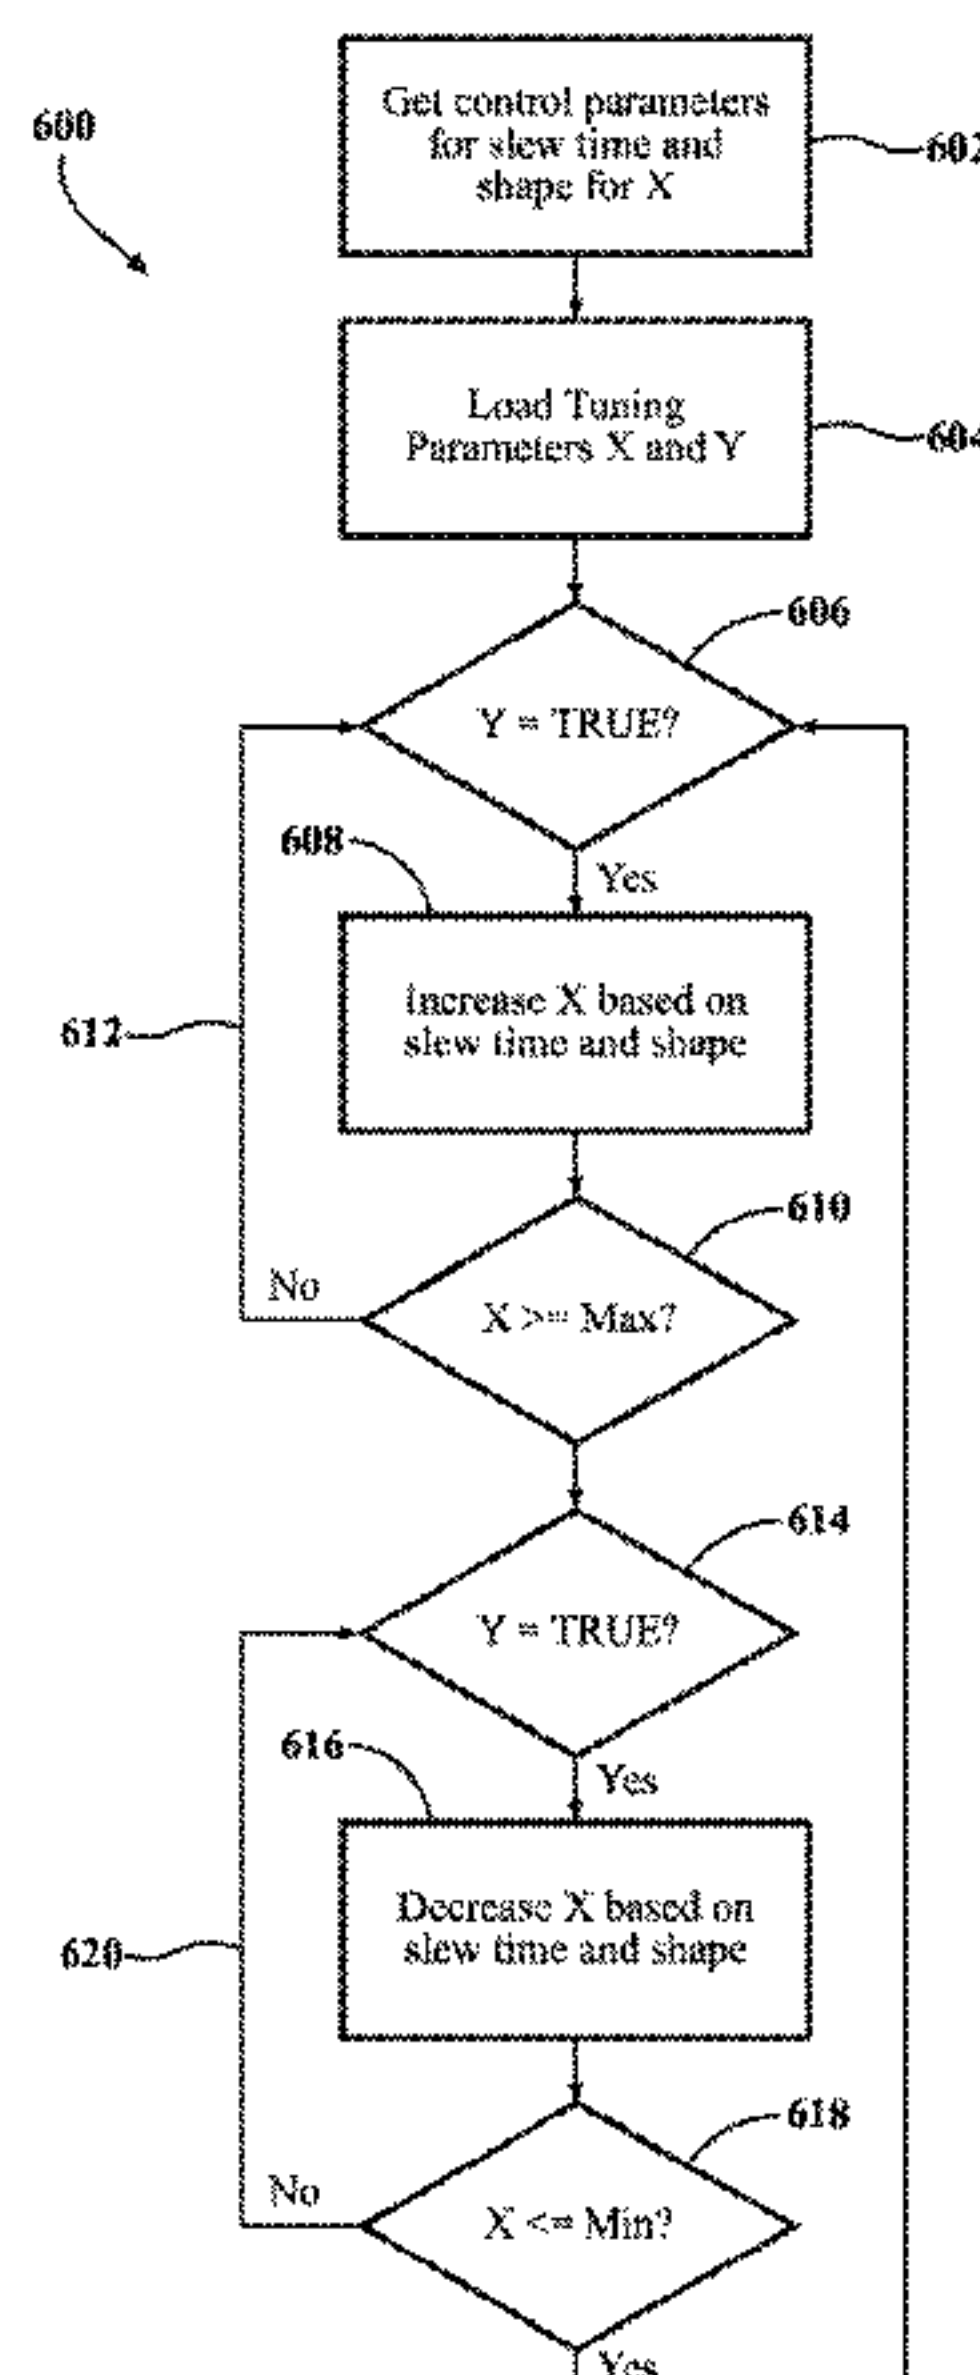 600
Get control parameters
for slew time and
shape for X
602
Load Tuning
Parameters X and Y
604
606
Y = TRUE?
608
Yes
Increase X based on
slew time and shape
612
610
No
X >= Max?
614
Y = TRUE?
616
Yes
Decrease X based on
slew time and shape
620
618
No
X <= Min?
Yes